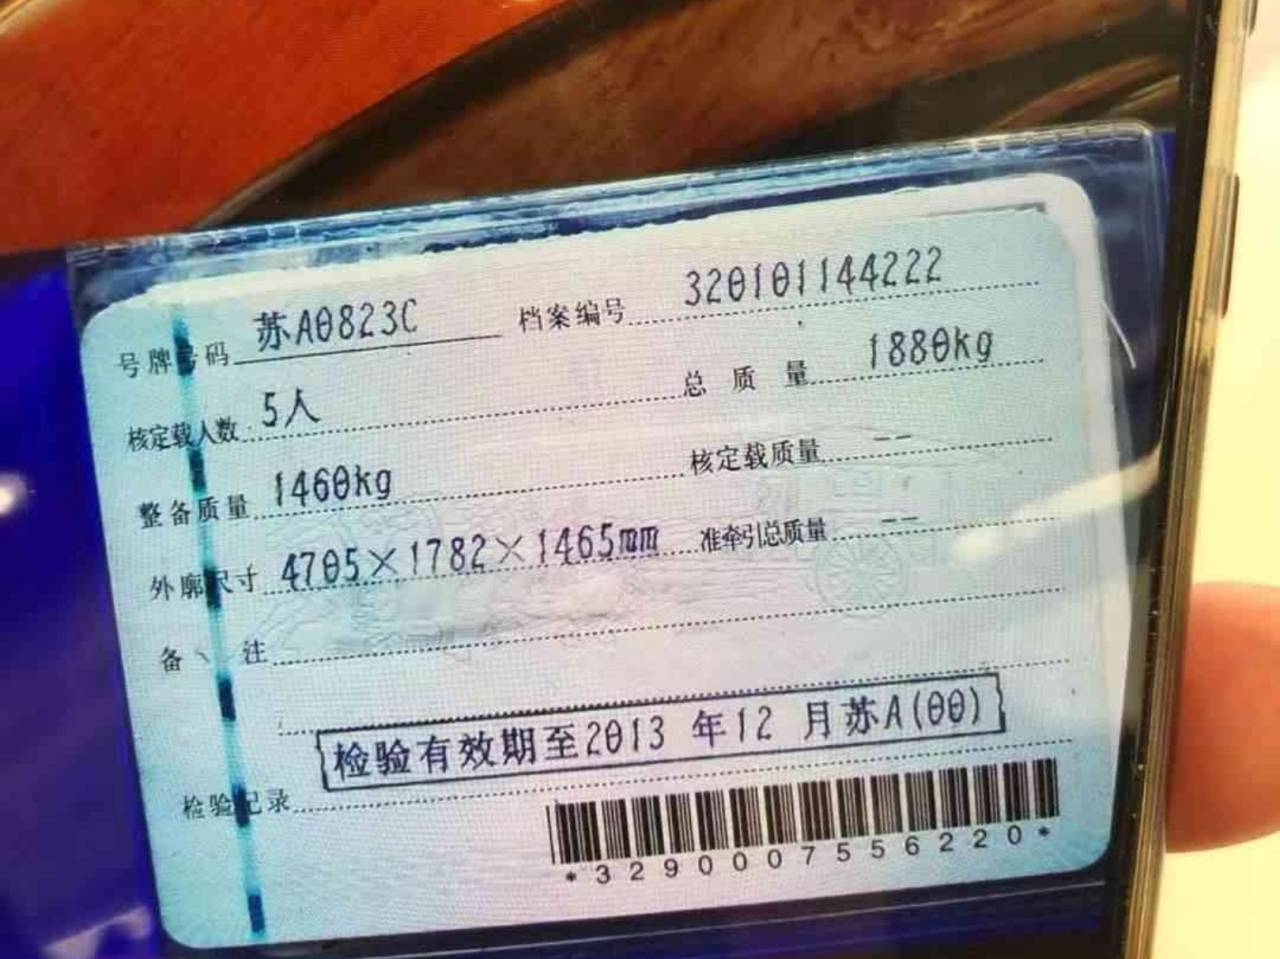 号牌号码 苏A0823C 档案编号 320101144222
核定载人数 5人 总质量 1880kg
整备质量 1460kg 核定载质量 --
外廓尺寸 4705×1782×1465mm 准牵引总质量 --
备注
检验有效期至2013 年12 月苏A(00)
检验记录
*3290007556220*